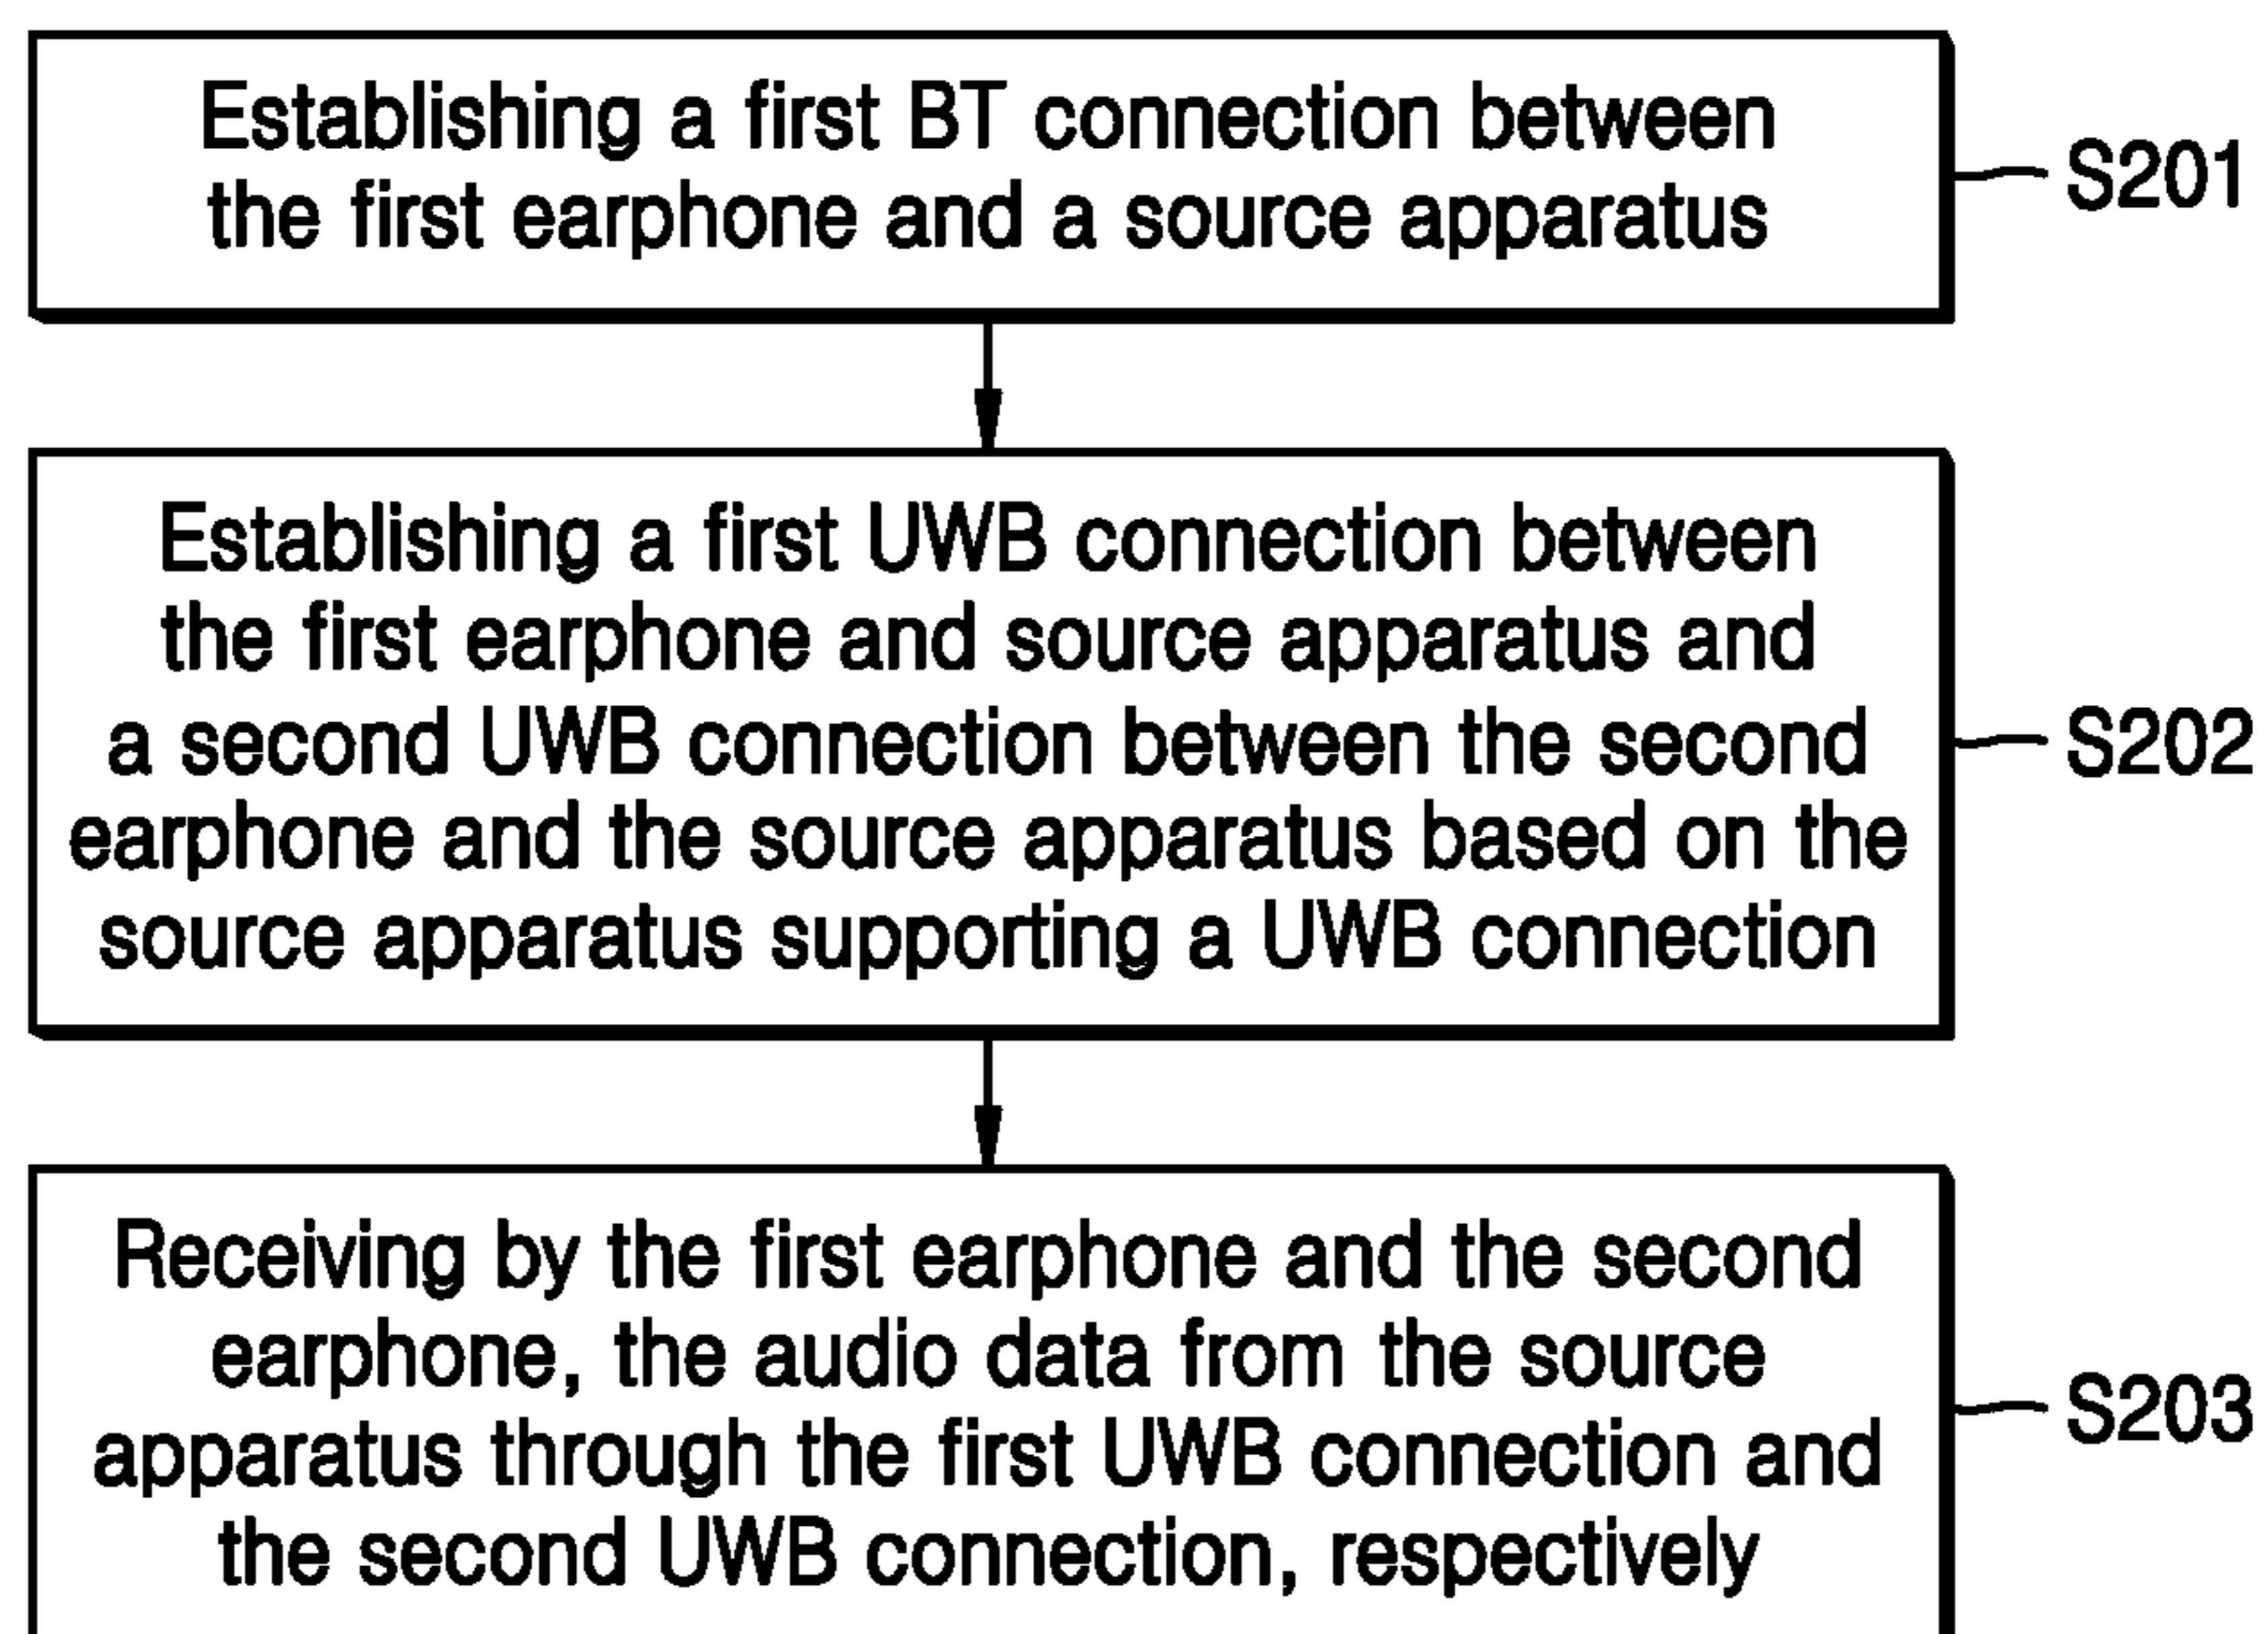 Establishing a first BT connection between
the first earphone and a source apparatus
S201
Establishing a first UWB connection between
the first earphone and source apparatus and
a second UWB connection between the second
earphone and the source apparatus based on the
source apparatus supporting a UWB connection
S202
Receiving by the first earphone and the second
earphone, the audio data from the source
apparatus through the first UWB connection and
the second UWB connection, respectively
S203